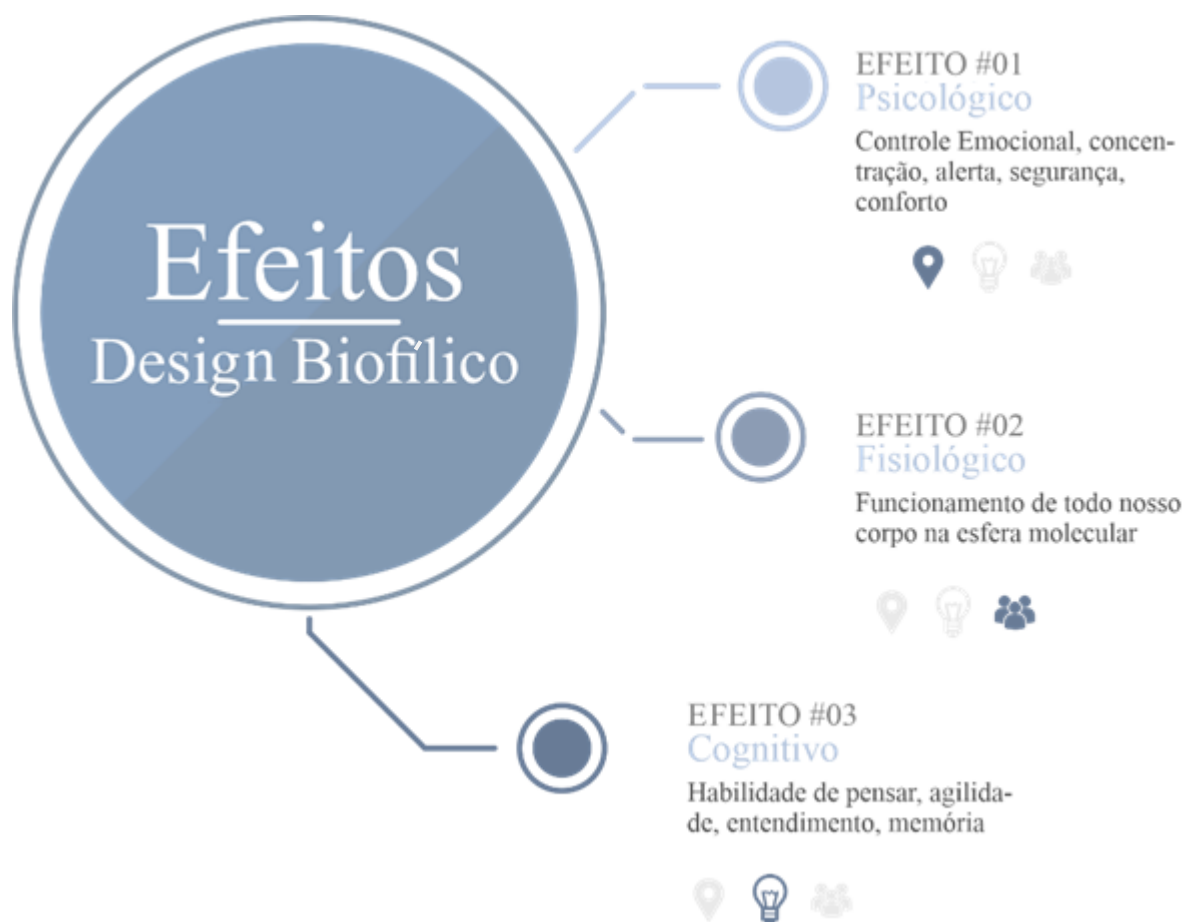 Efeitos
Design Biofílico
EFEITO #01
Psicológico
Controle Emocional, concen-
tração, alerta, segurança,
conforto
EFEITO #02
Fisiológico
Funcionamento de todo nosso
corpo na esfera molecular
EFEITO #03
Cognitivo
Habilidade de pensar, agilida-
de, entendimento, memória